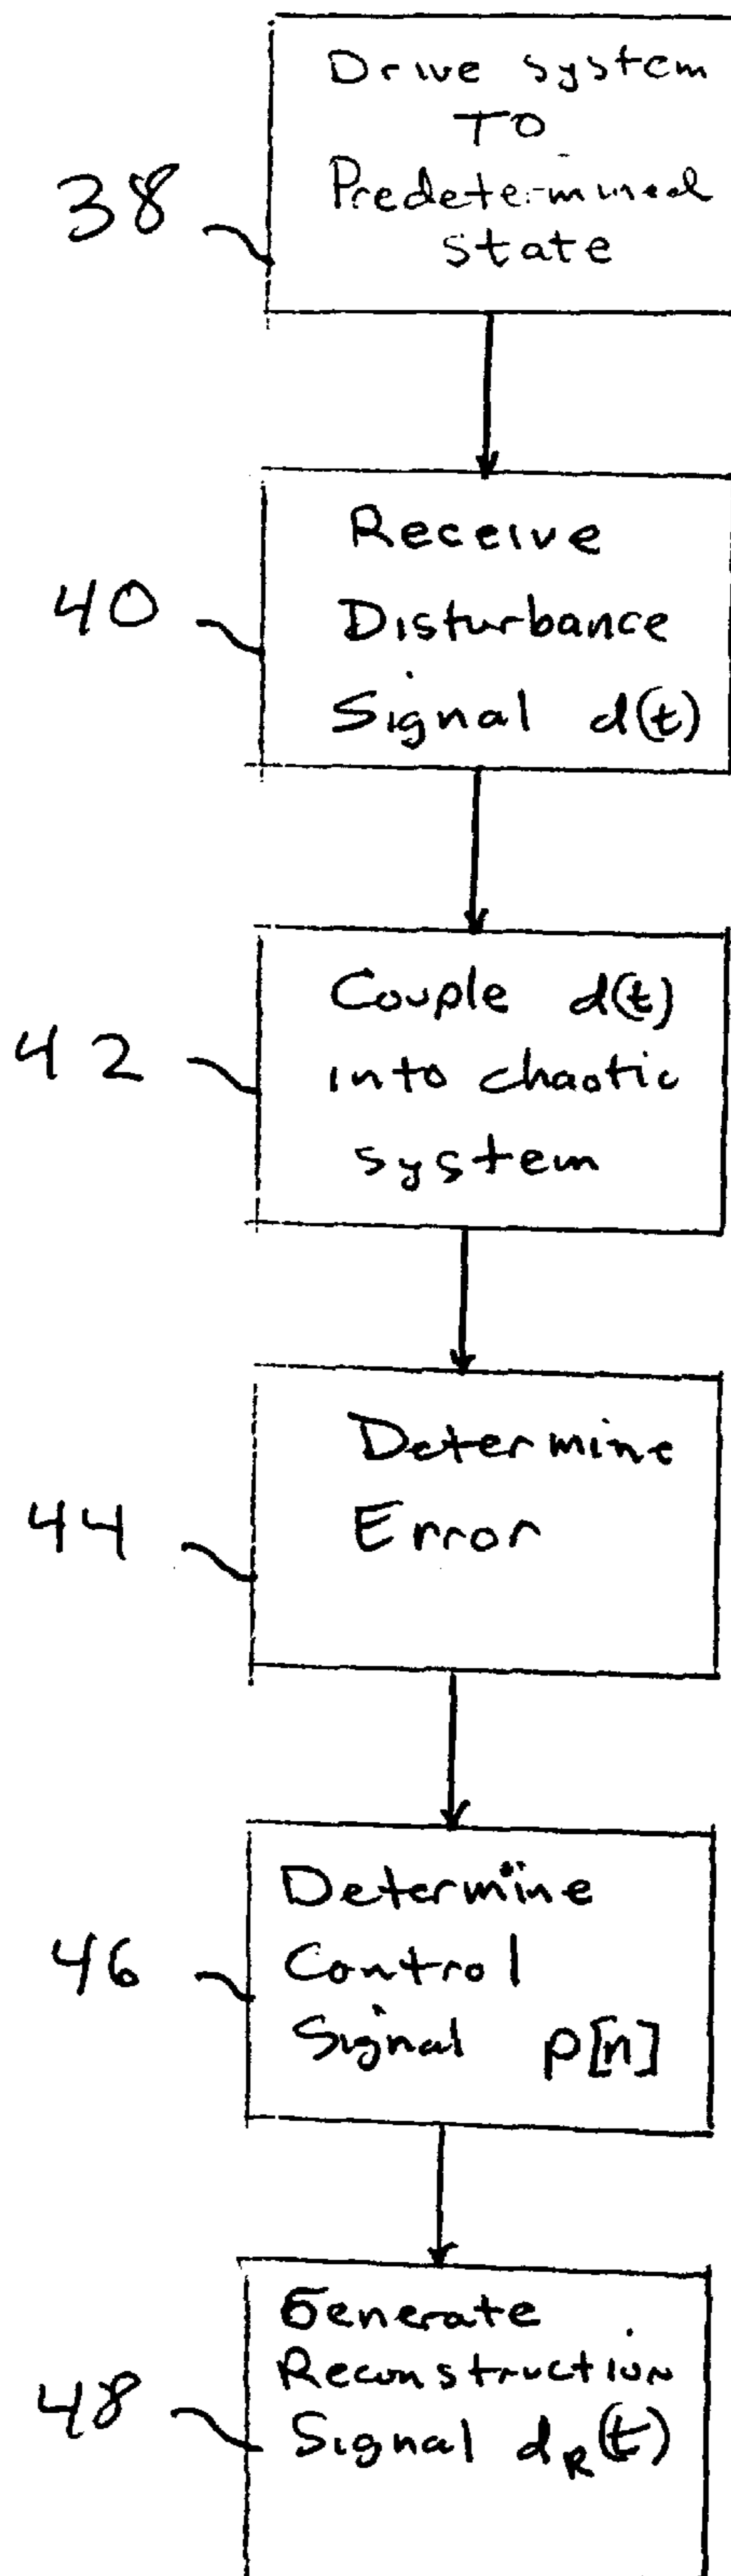 Drive system
TO
Predetermined
state
38
Receive
Disturbance
Signal d(t)
40
Couple d(t)
into chaotic
system
42
Determine
Error
44
Determine
Control
Signal p[n]
46
Generate
Reconstruction
Signal d_R(t)
48